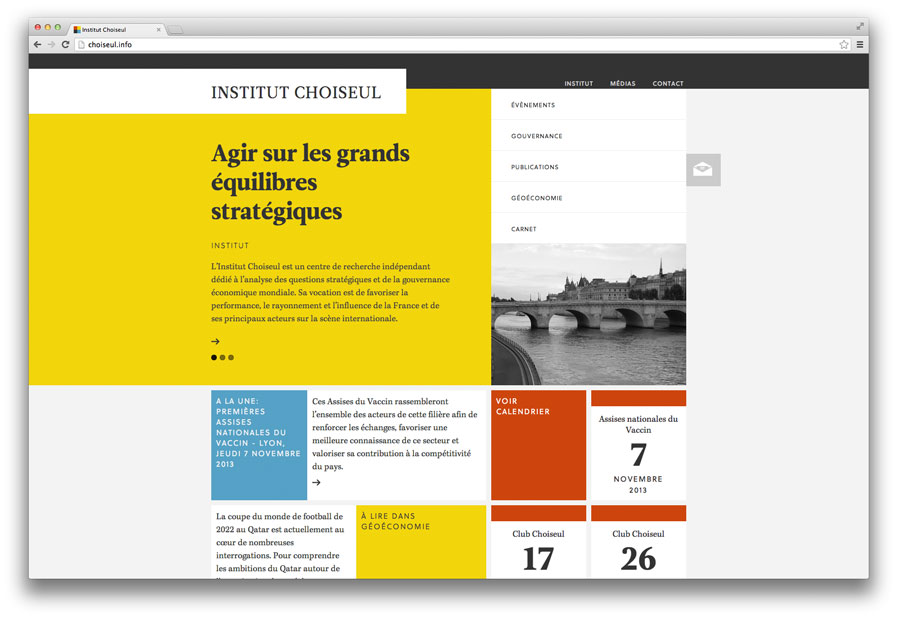 Institut Choiseul
choiseul.info
INSTITUT CHOISEUL
INSTITUT
MÉDIAS
CONTACT
Agir sur les grands
équilibres
stratégiques
INSTITUT
L'Institut Choiseul est un centre de recherche indépendant
dédié à l'analyse des questions stratégiques et de la gouvernance
économique mondiale. Sa vocation est de favoriser la
performance, le rayonnement et l'influence de la France et de
ses principaux acteurs sur la scène internationale.
ÉVÉNEMENTS
GOUVERNANCE
PUBLICATIONS
GÉOÉCONOMIE
CARNET
A LA UNE:
PREMIÈRES
ASSISES
NATIONALES DU
VACCIN – LYON,
JEUDI 7 NOVEMBRE
2013
Ces Assises du Vaccin rassembleront
l'ensemble des acteurs de cette filière afin de
renforcer les échanges, favoriser une
meilleure connaissance de ce secteur et
valoriser sa contribution à la compétitivité
du pays.
VOIR
CALENDRIER
Assises nationales du
Vaccin
7
NOVEMBRE
2013
La coupe du monde de football de
2022 au Qatar est actuellement au
cœur de nombreuses
interrogations. Pour comprendre
les ambitions du Qatar autour de
À LIRE DANS
GÉOÉCONOMIE
Club Choiseul
17
Club Choiseul
26